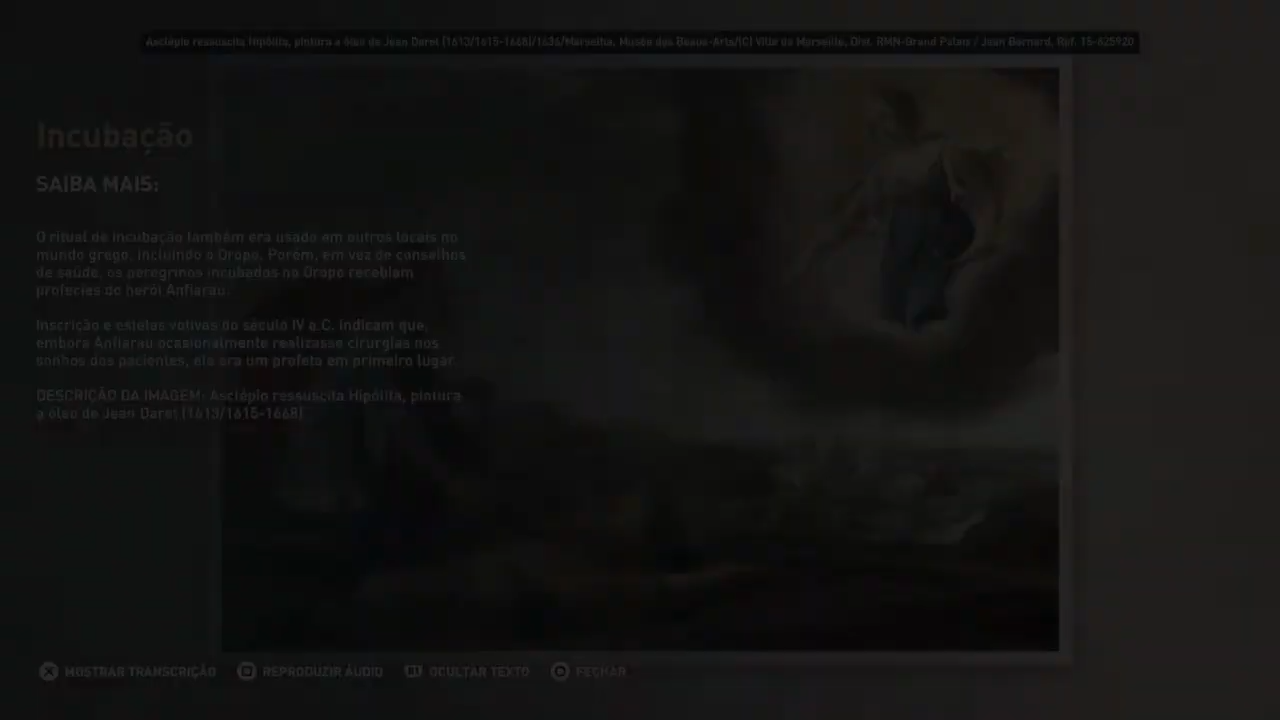 Asclépio ressuscita Hipólito, pintura a óleo de Jean Daret (1613/1615-1668)/1636/Marselha, Musée des Beaux-Arts/(C) Ville de Marseille, Dist. RMN-Grand Palais / Jean Bernard, Ref. 15-625920
Incubação
SAIBA MAIS:
O ritual de incubação também era usado em outros locais no
mundo grego, incluindo o Oropo. Porém, em vez de conselhos
de saúde, os peregrinos incubados no Oropo recebiam
profecias do herói Anfiarau.
Inscrição e estelas votivas do século IV a.C. indicam que,
embora Anfiarau ocasionalmente realizasse cirurgias nos
sonhos dos pacientes, ele era um profeta em primeiro lugar.
DESCRIÇÃO DA IMAGEM: Asclépio ressuscita Hipólito, pintura
a óleo de Jean Daret (1613/1615-1668)
MOSTRAR TRANSCRIÇÃO REPRODUZIR ÁUDIO R1 OCULTAR TEXTO FECHAR